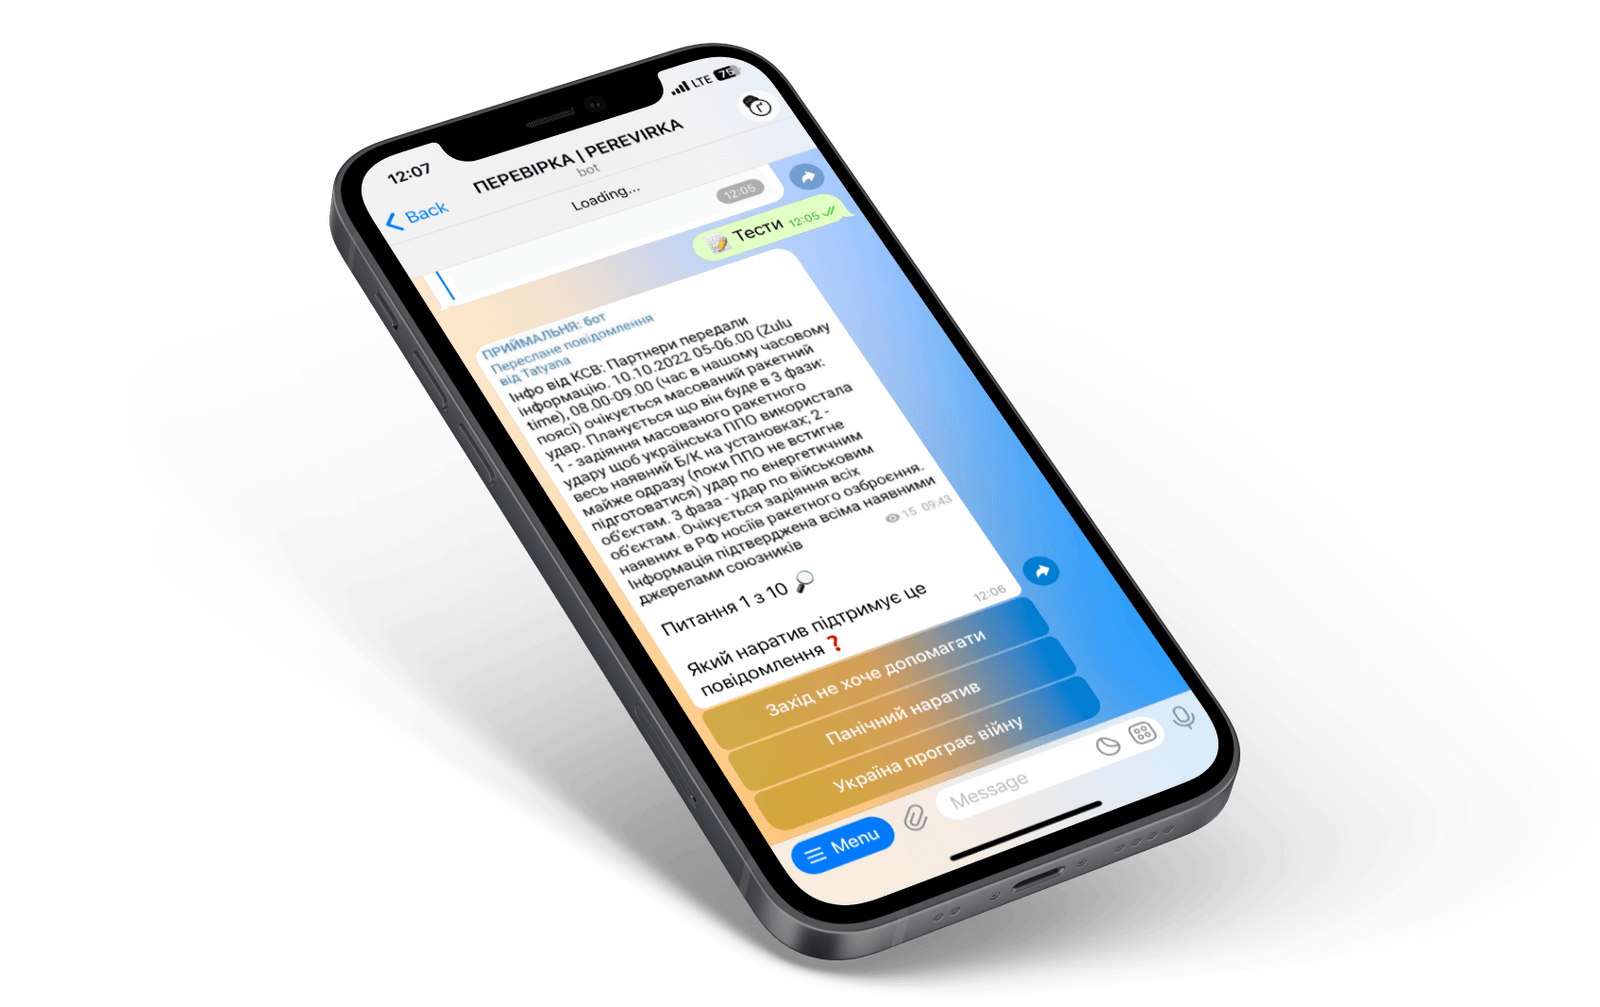 12:07
LTE 75
Back
ПЕРЕВІРКА | PEREVIRKA
bot
Loading...
12:05
Тести 12:05
ПРИЙМАЛЬНЯ: бот
Переслане повідомлення
від Tatyana
Інфо від КСВ: Партнери передали
інформацію. 10.10.2022 05-06.00 (Zulu
time), 08.00-09.00 (час в нашому часовому
поясі) очікується масований ракетний
удар. Планується що він буде в 3 фази:
1 - задіяння масованого ракетного
удару щоб українська ППО використала
весь наявний Б/К на установках; 2 -
майже одразу (поки ППО не встигне
підготоватися) удар по енергетичним
об'єктам. 3 фаза - удар по військовим
об'єктам. Очікується задіяння всіх
наявних в РФ носіїв ракетного озброєння.
Інформація підтверджена всіма наявними
джерелами союзників
15 09:43
Питання 1 з 10 🔎
Який наратив підтримує це
повідомлення❓
12:06
Захід не хоче допомагати
Панічний наратив
Україна програє війну
Menu
Message